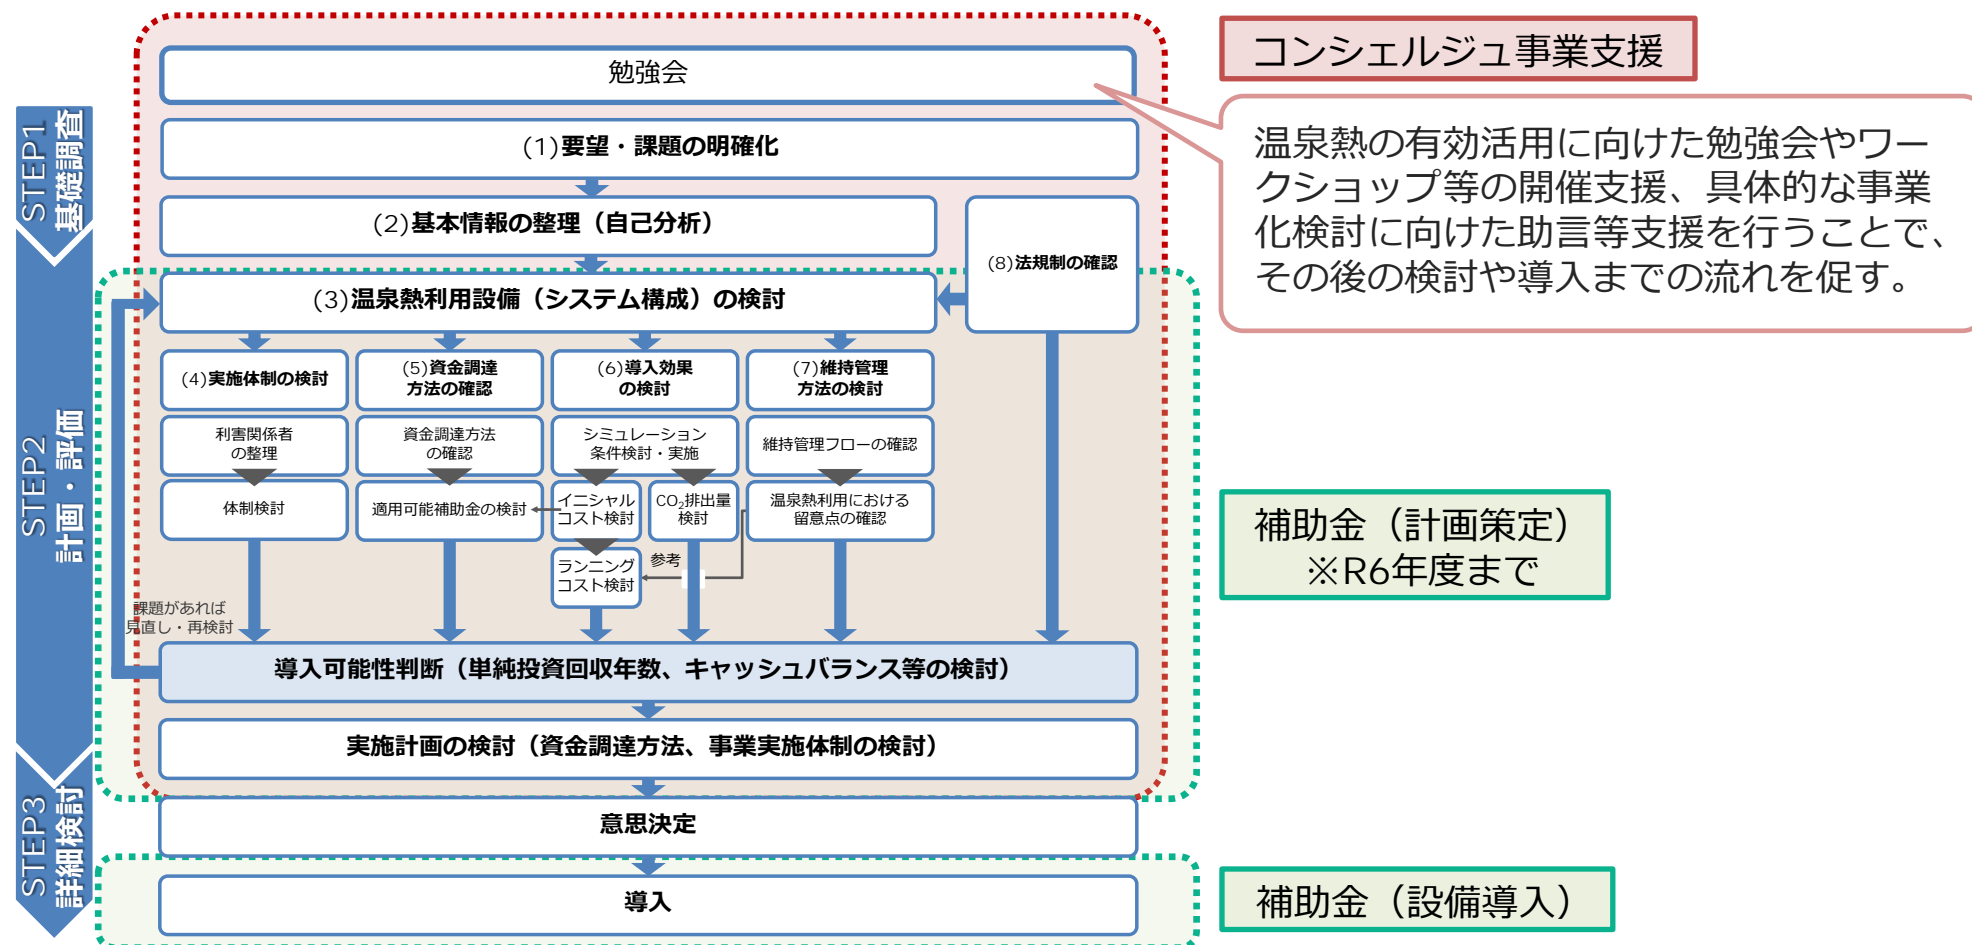 コンシェルジュ事業支援
温泉熱の有効活用に向けた勉強会やワー
クショップ等の開催支援、具体的な事業
化検討に向けた助言等支援を行うことで、
その後の検討や導入までの流れを促す。
STEP1
基礎調査
STEP2
計画・評価
STEP3
詳細検討
勉強会
(1)要望・課題の明確化
(2)基本情報の整理（自己分析）
(8)法規制の確認
(3)温泉熱利用設備（システム構成）の検討
(4)実施体制の検討
(5)資金調達
方法の確認
(6)導入効果
の検討
(7)維持管理
方法の検討
利害関係者
の整理
資金調達方法
の確認
シミュレーション
条件検討・実施
維持管理フローの確認
体制検討
適用可能補助金の検討
イニシャル
コスト検討
CO₂排出量
検討
温泉熱利用における
留意点の確認
ランニング
コスト検討
参考
課題があれば
見直し・再検討
導入可能性判断（単純投資回収年数、キャッシュバランス等の検討）
実施計画の検討（資金調達方法、事業実施体制の検討）
意思決定
導入
補助金（計画策定）
※R6年度まで
補助金（設備導入）